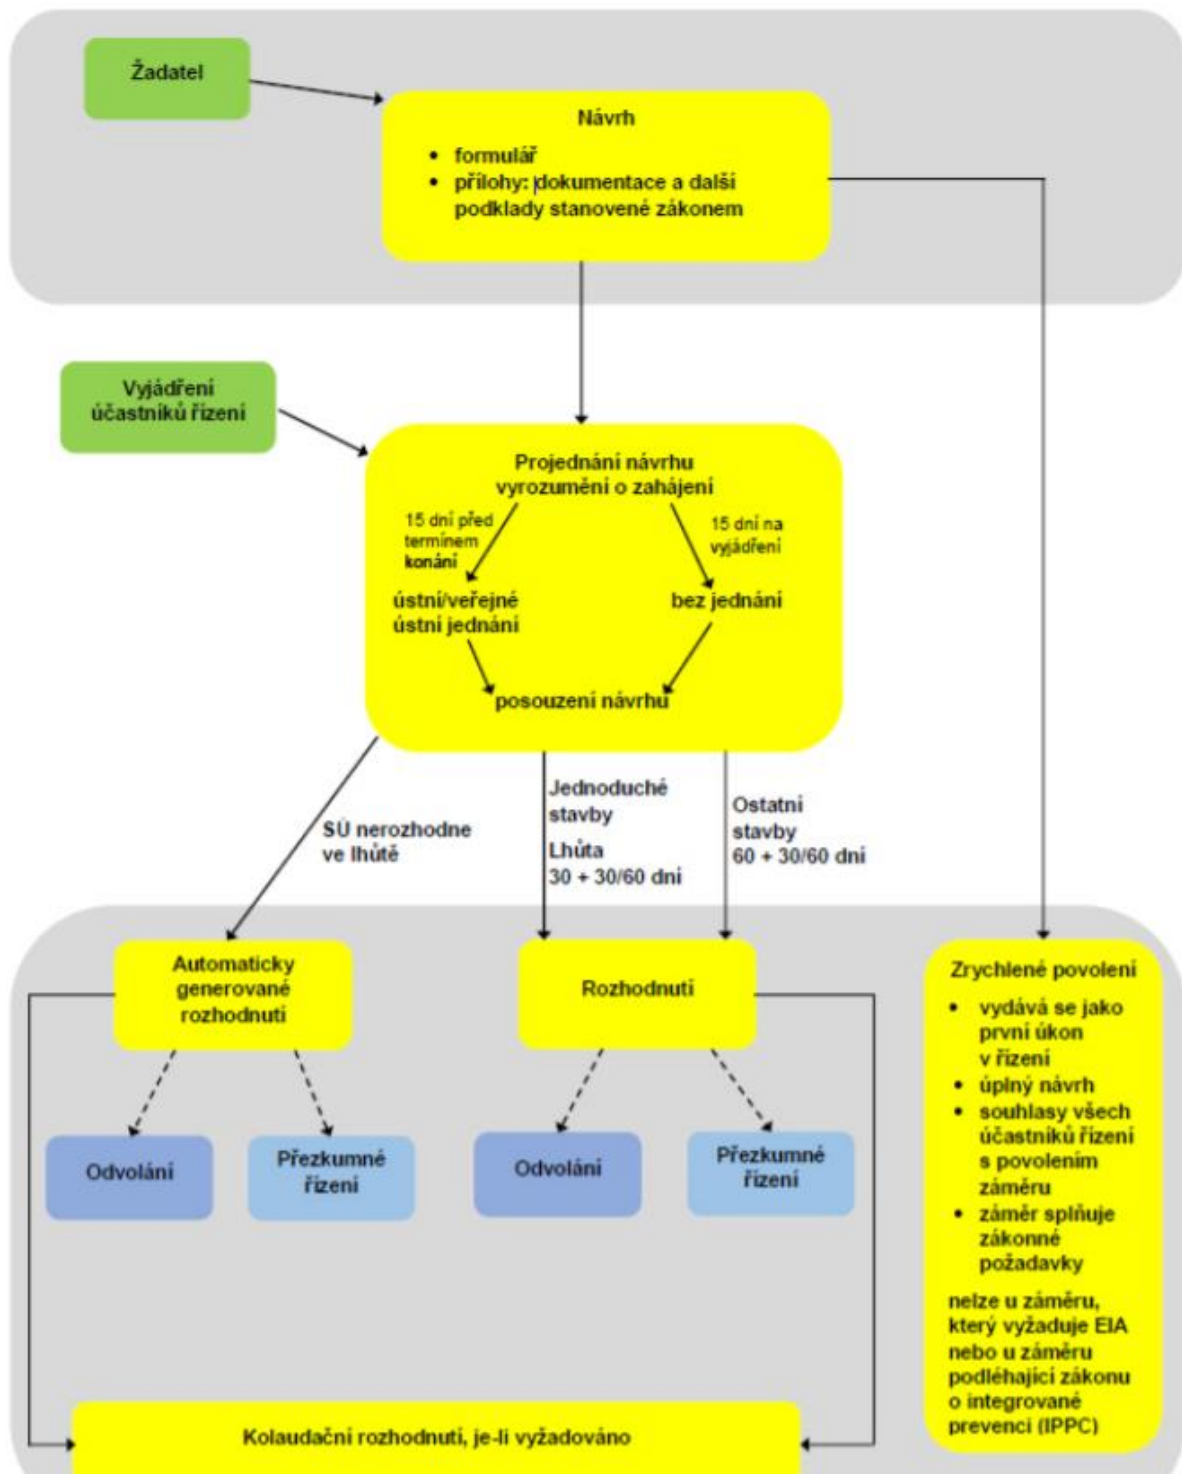 Žadatel
Návrh
• formulář
• přílohy: dokumentace a další
podklady stanovené zákonem
Vyjádření
účastníků řízení
Projednání návrhu
vyrozumění o zahájení
15 dní před
termínem
konání
15 dní na
vyjádření
ústní/veřejné
ústní jednání
bez jednání
posouzení návrhu
SÚ nerozhodne
ve lhůtě
Jednoduché
stavby
Lhůta
30 + 30/60 dní
Ostatní
stavby
60 + 30/60 dní
Automaticky
generované
rozhodnutí
Rozhodnutí
Zrychlené povolení
• vydává se jako
první úkon
v řízení
• úplný návrh
• souhlasy všech
účastníků řízení
s povolením
záměru
• záměr splňuje
zákonné
požadavky
nelze u záměru,
který vyžaduje EIA
nebo u záměru
podléhající zákonu
o integrované
prevenci (IPPC)
Odvolání
Přezkumné
řízení
Odvolání
Přezkumné
řízení
Kolaudační rozhodnutí, je-li vyžadováno